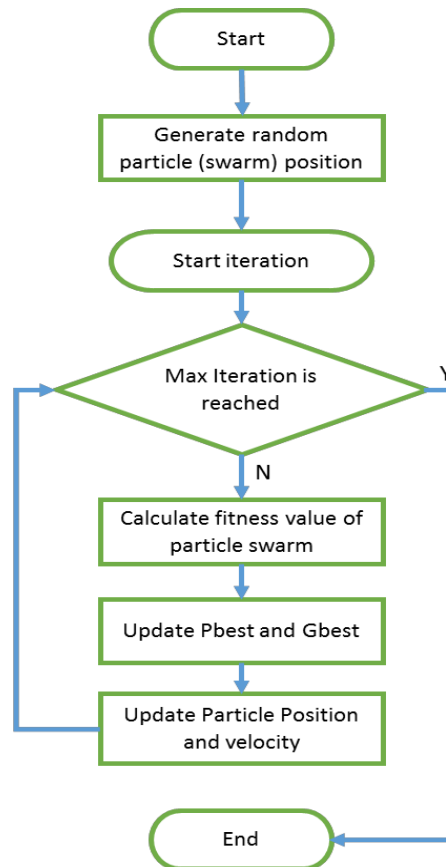 Start
Generate random
particle (swarm) position
Start iteration
Max Iteration is
reached
Y
N
Calculate fitness value of
particle swarm
Update Pbest and Gbest
Update Particle Position
and velocity
End